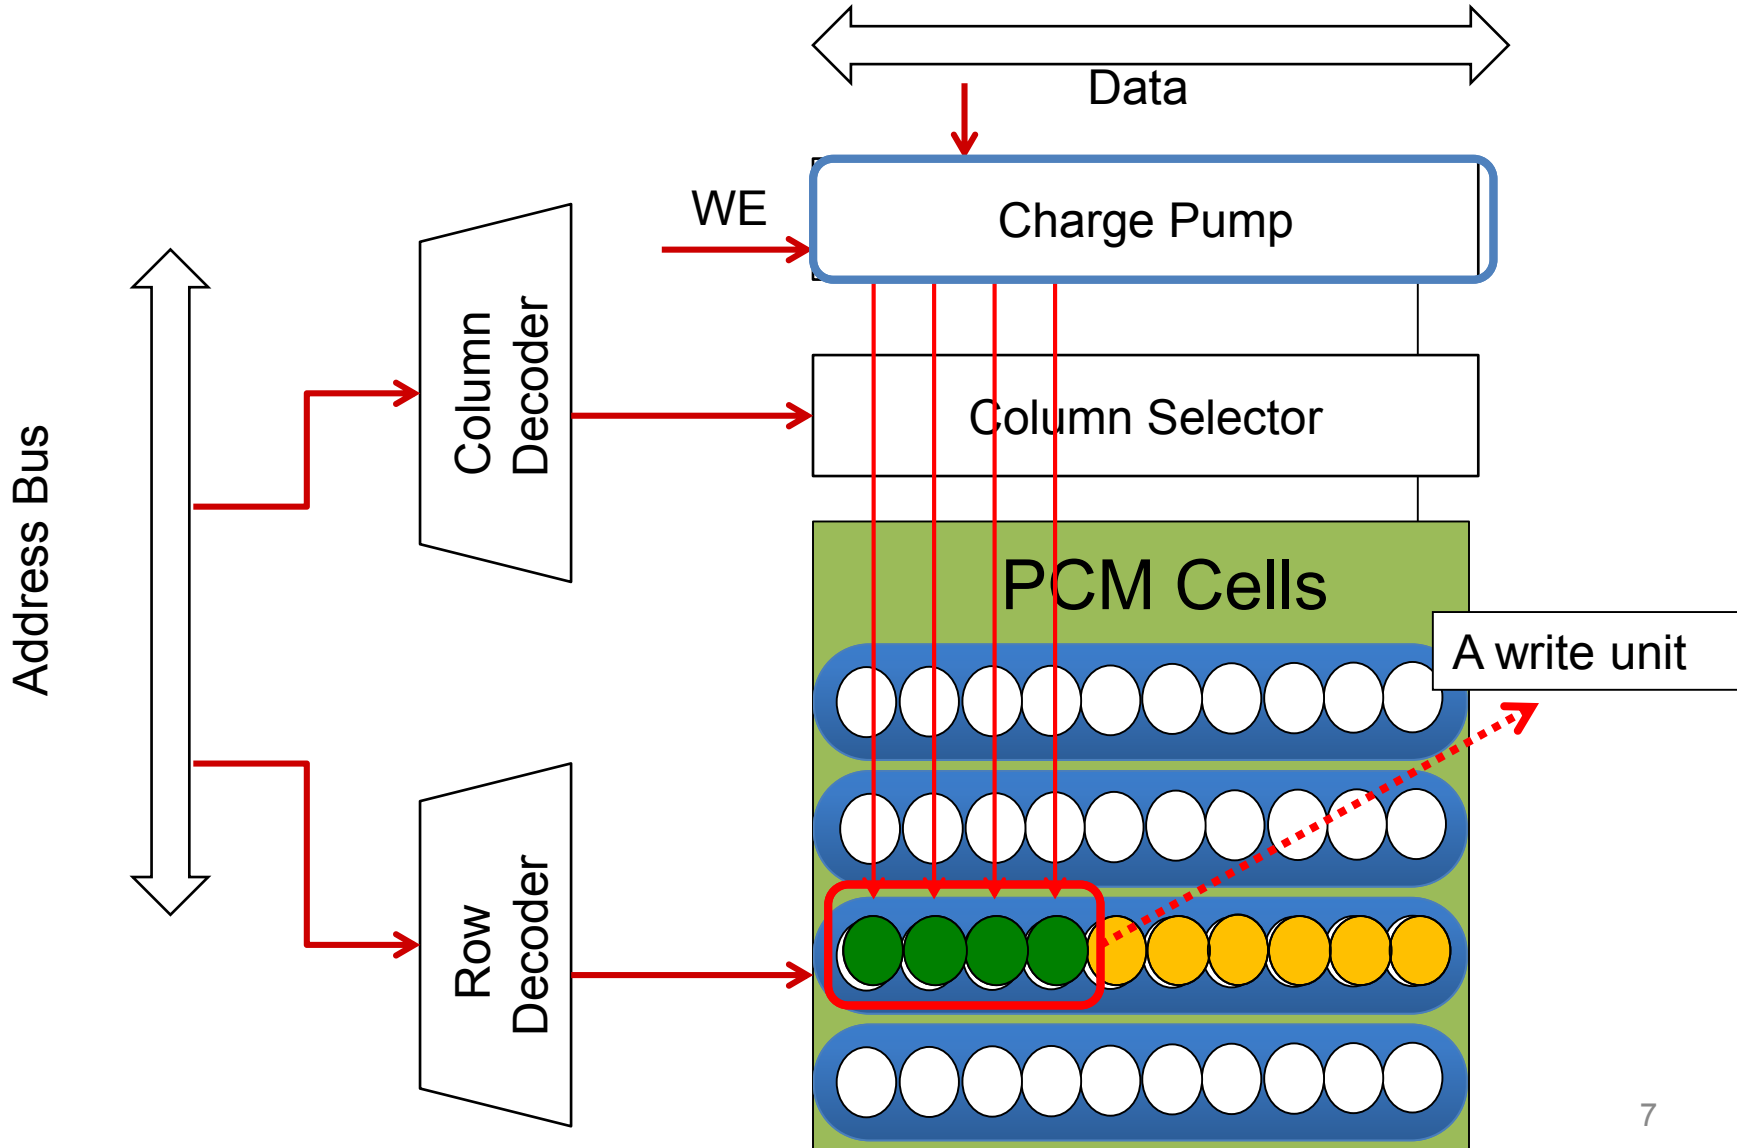 Data
WE
Charge Pump
Column
Decoder
Column Selector
Address Bus
PCM Cells
A write unit
Row
Decoder
7